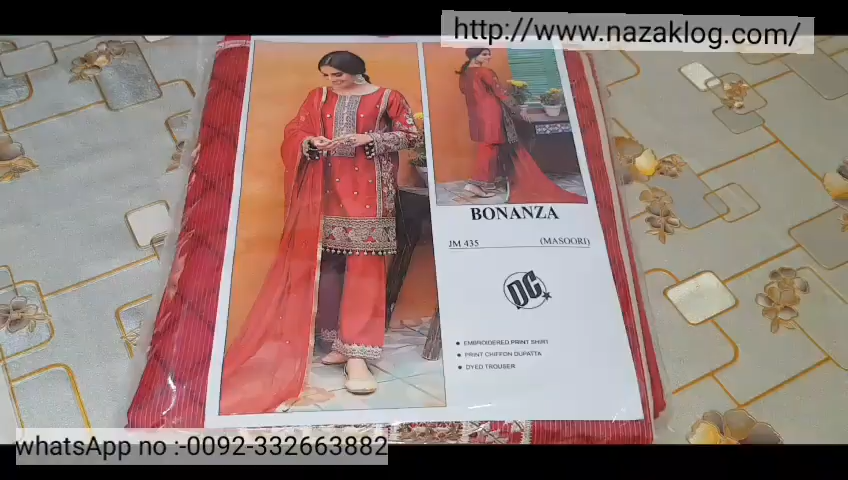 http://www.nazaklog.com/
BONANZA
JM 435 (MASOORI)
DC
EMBROIDERED PRINT SHIRT
PRINT CHIFFON DUPATTA
DYED TROUSER
whatsApp no :-0092-332663882